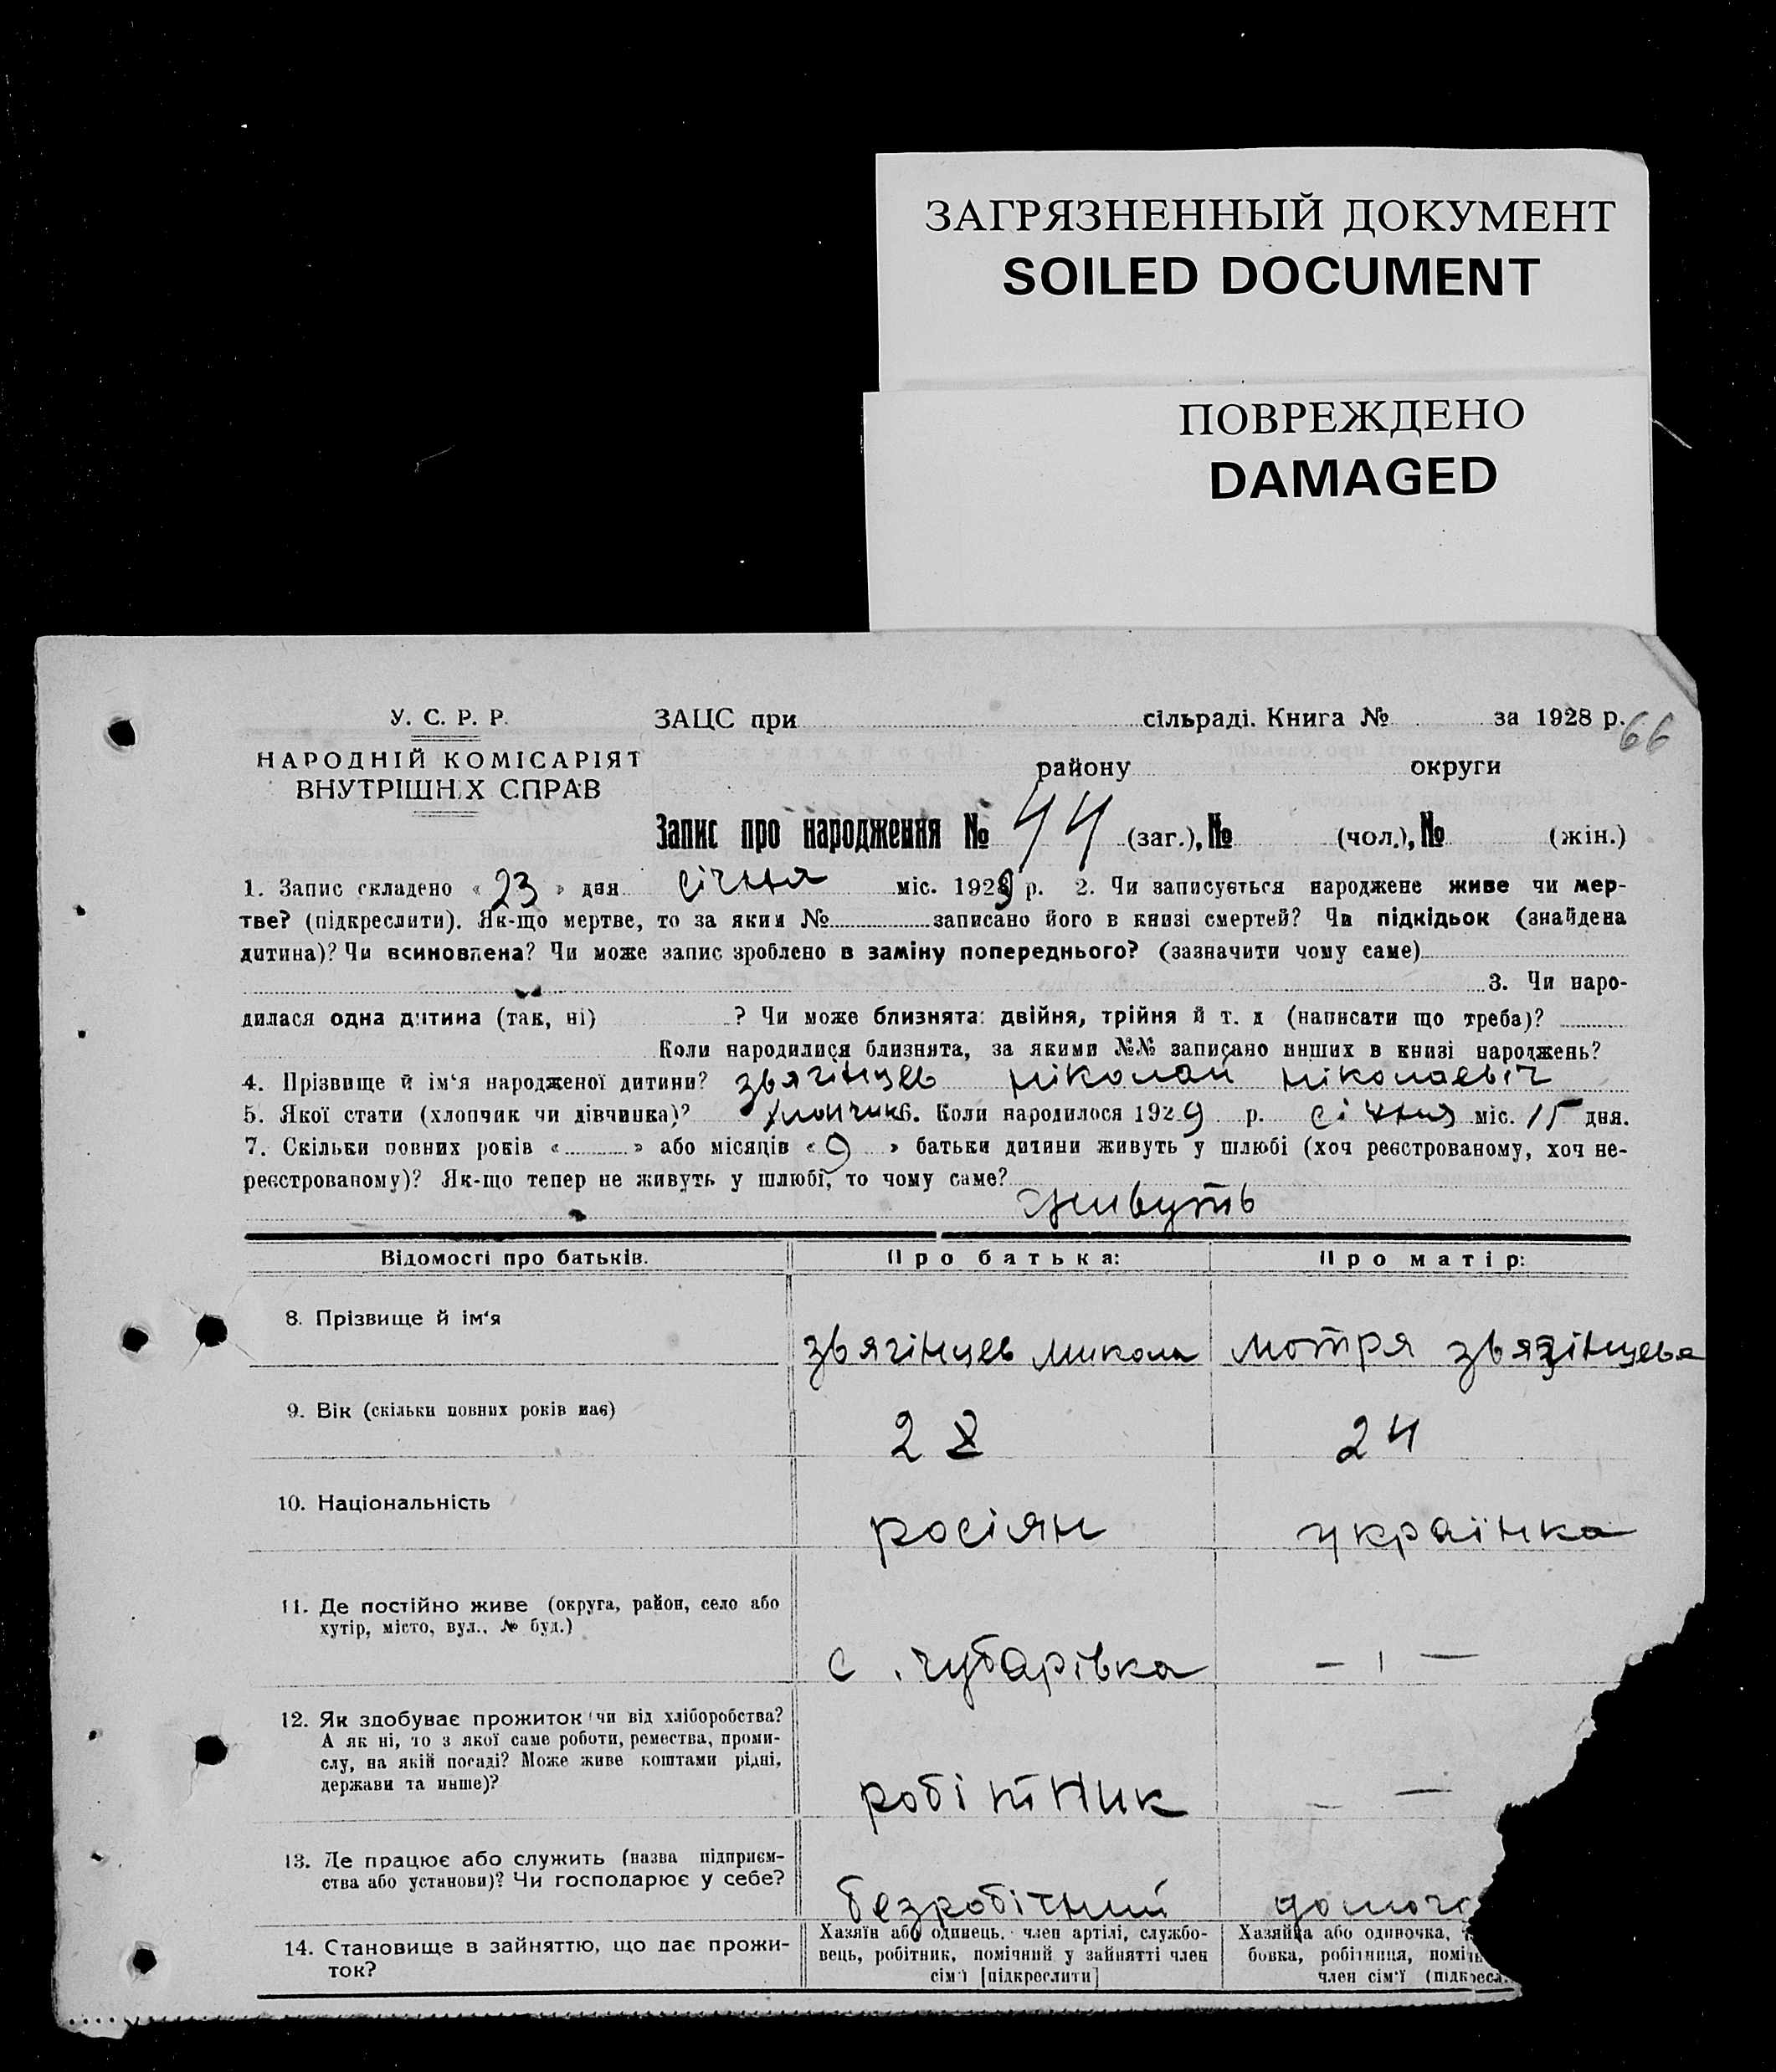 ЗАГРЯЗНЕННЫЙ ДОКУМЕНТ
SOILED DOCUMENT
ПОВРЕЖДЕНО
DAMAGED
У. С. Р. Р. ЗАЦС при сільраді. Книга № за 1928 р. 66
НАРОДНІЙ КОМІСАРІЯТ
району округи
ВНУТРІШНІХ СПРАВ
Запис про народження № 44 (заг.), № (чол.), № (жін.)
1. Запис складено « 23 » дня січня міс. 1929 р. 2. Чи записується народжене живе чи мер-
тве? (підкреслити). Як-що мертве, то за яким № записано його в книзі смертей? Чи підкідьок (знайдена
дитина)? Чи всиновлена? Чи може запис зроблено в заміну попереднього? (зазначити чому саме)
3. Чи наро-
дилася одна дитина (так, ні) ? Чи може близнята: двійня, трійня й т. д (написати що треба)?
Коли народилися близнята, за якими №№ записано инших в книзі народжень?
4. Прізвище й ім‘я народженої дитини? звягінцев ніколай ніколаевіч
5. Якої стати (хлопчик чи дівчинка)? хлопчик 6. Коли народилося 1929 р. січня міс. 15 дня.
7. Скільки повних років « » або місяців « 9 » батьки дитини живуть у шлюбі (хоч реєстрованому, хоч не-
реєстрованому)? Як-що тепер не живуть у шлюбі, то чому саме?
живуть
Відомості про батьків. Про батька: Про матір:
8. Прізвище й ім‘я
звягінцев микола мотря звягінцева
9. Вік (скільки повних років має)
28 24
10. Національність
росіян українка
11. Де постійно живе (округа, район, село або
хутір, місто, вул., № буд.)
с. чубарівка — ı —
12. Як здобуває прожиток (чи від хліборобства?
А як ні, то з якої саме роботи, ремества, проми-
слу, на якій посаді? Може живе коштами рідні,
держави та инше)?
робітник — —
13. Де працює або служить (назва підприєм-
ства або установи)? Чи господарює у себе?
безробітний домого
14. Становище в зайняттю, що дає прожи-
ток?
Хазяїн або одинець, член артілі, службо- Хазяйка або одиночка,
вець, робітник, помічний у зайнятті член бовка, робітниця, поміч
сім‘ї [підкреслити] член сім‘ї (підкресл.